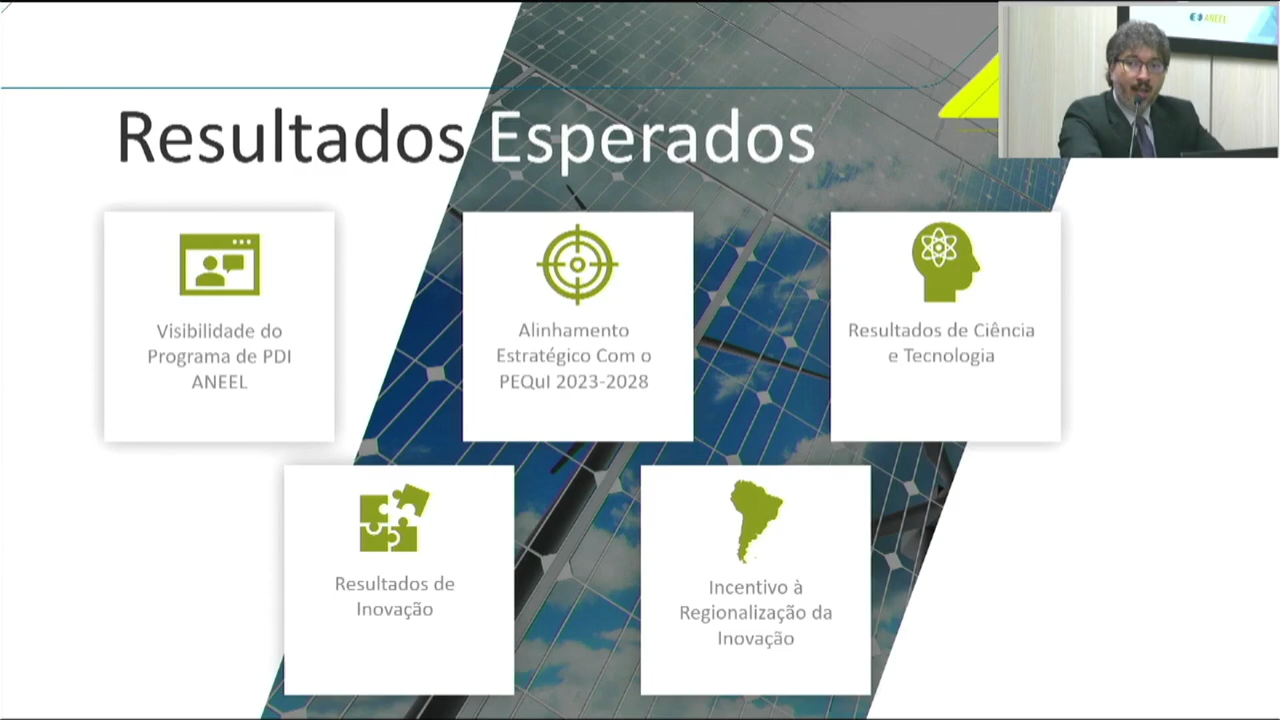 ANEEL
Resultados Esperados
Visibilidade do
Programa de PDI
ANEEL
Alinhamento
Estratégico Com o
PEQuI 2023-2028
Resultados de Ciência
e Tecnologia
Resultados de
Inovação
Incentivo à
Regionalização da
Inovação